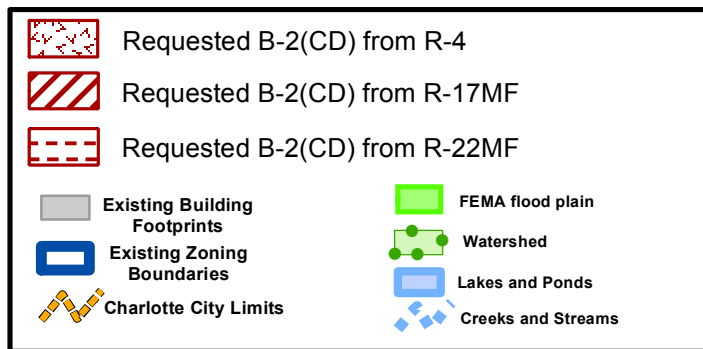 Requested B-2(CD) from R-4
Requested B-2(CD) from R-17MF
Requested B-2(CD) from R-22MF
Existing Building
Footprints
Existing Zoning
Boundaries
Charlotte City Limits
FEMA flood plain
Watershed
Lakes and Ponds
Creeks and Streams